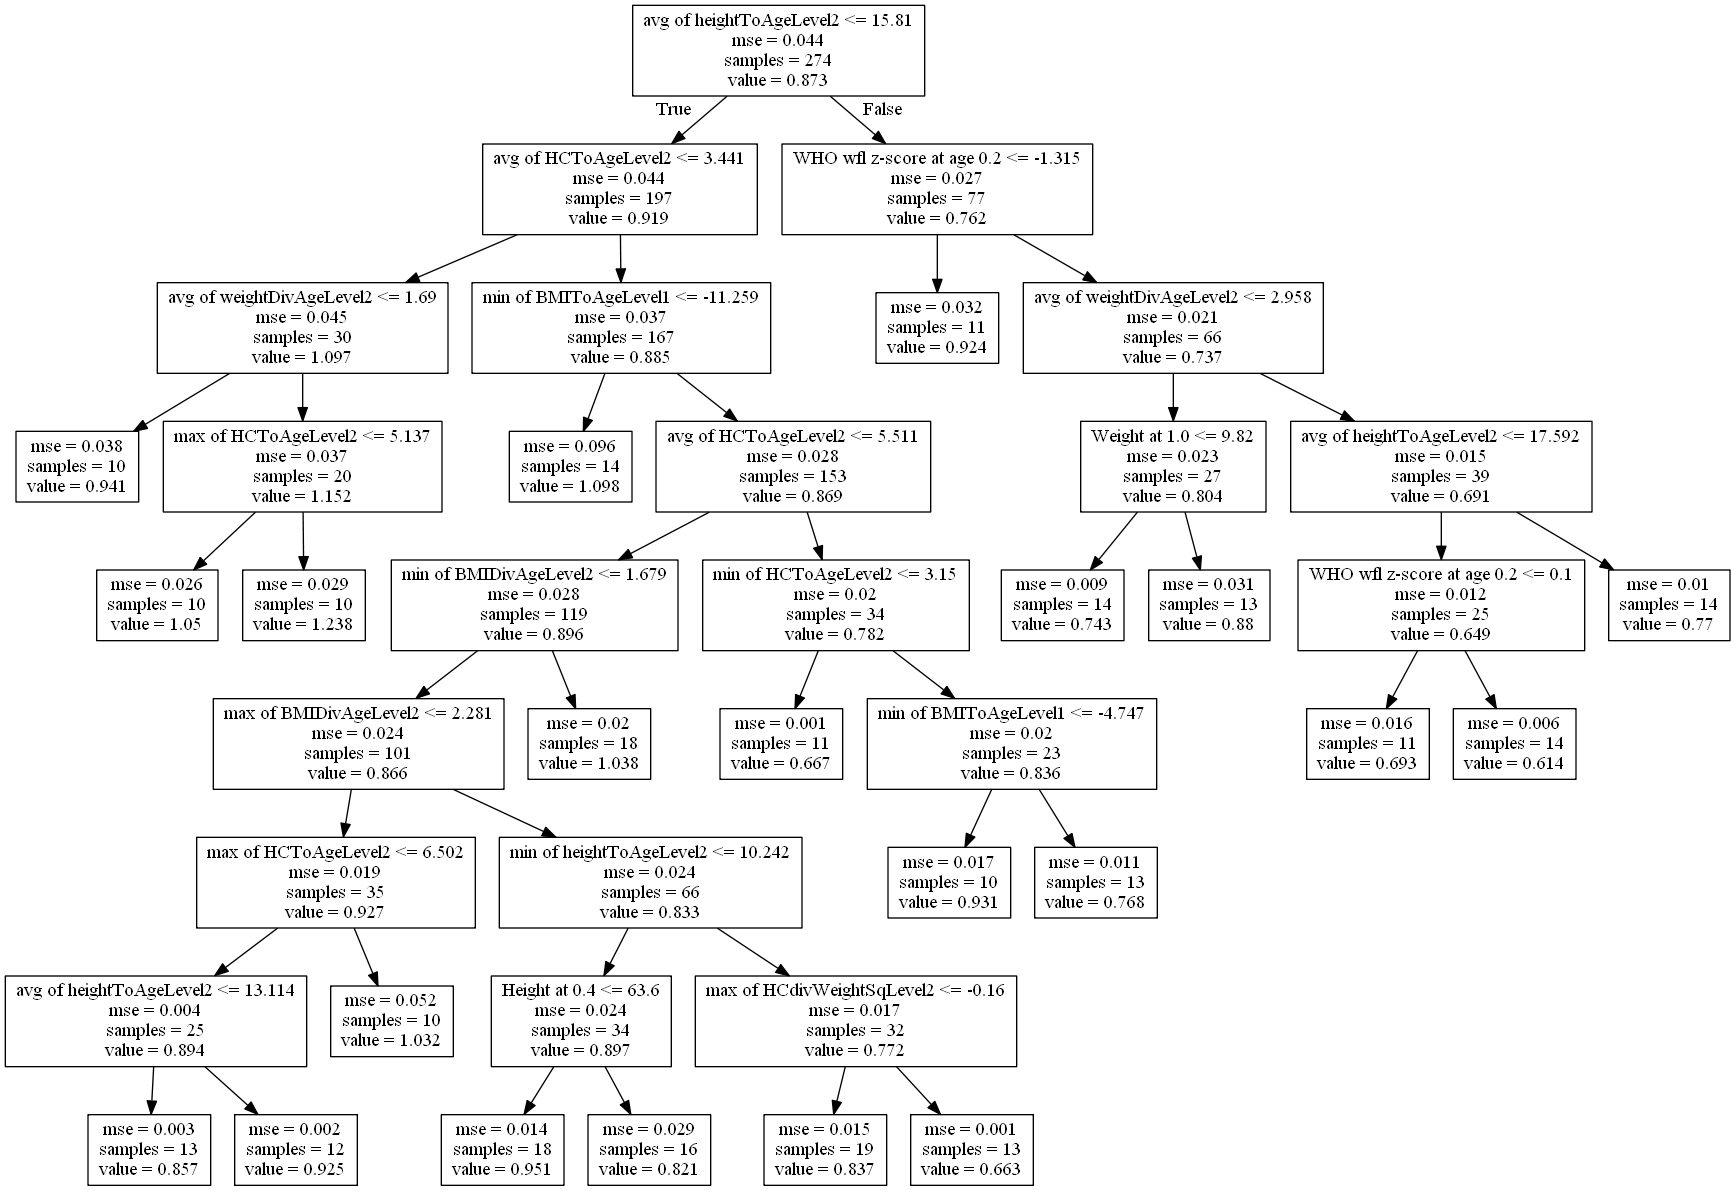 avg of heightToAgeLevel2 <= 15.81
mse = 0.044
samples = 274
value = 0.873
True
False
avg of HCToAgeLevel2 <= 3.441
mse = 0.044
samples = 197
value = 0.919
WHO wfl z-score at age 0.2 <= -1.315
mse = 0.027
samples = 77
value = 0.762
avg of weightDivAgeLevel2 <= 1.69
mse = 0.045
samples = 30
value = 1.097
min of BMIToAgeLevel1 <= -11.259
mse = 0.037
samples = 167
value = 0.885
mse = 0.032
samples = 11
value = 0.924
avg of weightDivAgeLevel2 <= 2.958
mse = 0.021
samples = 66
value = 0.737
mse = 0.038
samples = 10
value = 0.941
max of HCToAgeLevel2 <= 5.137
mse = 0.037
samples = 20
value = 1.152
mse = 0.096
samples = 14
value = 1.098
avg of HCToAgeLevel2 <= 5.511
mse = 0.028
samples = 153
value = 0.869
Weight at 1.0 <= 9.82
mse = 0.023
samples = 27
value = 0.804
avg of heightToAgeLevel2 <= 17.592
mse = 0.015
samples = 39
value = 0.691
mse = 0.026
samples = 10
value = 1.05
mse = 0.029
samples = 10
value = 1.238
min of BMIDivAgeLevel2 <= 1.679
mse = 0.028
samples = 119
value = 0.896
min of HCToAgeLevel2 <= 3.15
mse = 0.02
samples = 34
value = 0.782
mse = 0.009
samples = 14
value = 0.743
mse = 0.031
samples = 13
value = 0.88
WHO wfl z-score at age 0.2 <= 0.1
mse = 0.012
samples = 25
value = 0.649
mse = 0.01
samples = 14
value = 0.77
max of BMIDivAgeLevel2 <= 2.281
mse = 0.024
samples = 101
value = 0.866
mse = 0.02
samples = 18
value = 1.038
mse = 0.001
samples = 11
value = 0.667
min of BMIToAgeLevel1 <= -4.747
mse = 0.02
samples = 23
value = 0.836
mse = 0.016
samples = 11
value = 0.693
mse = 0.006
samples = 14
value = 0.614
max of HCToAgeLevel2 <= 6.502
mse = 0.019
samples = 35
value = 0.927
min of heightToAgeLevel2 <= 10.242
mse = 0.024
samples = 66
value = 0.833
mse = 0.017
samples = 10
value = 0.931
mse = 0.011
samples = 13
value = 0.768
avg of heightToAgeLevel2 <= 13.114
mse = 0.004
samples = 25
value = 0.894
mse = 0.052
samples = 10
value = 1.032
Height at 0.4 <= 63.6
mse = 0.024
samples = 34
value = 0.897
max of HCdivWeightSqLevel2 <= -0.16
mse = 0.017
samples = 32
value = 0.772
mse = 0.003
samples = 13
value = 0.857
mse = 0.002
samples = 12
value = 0.925
mse = 0.014
samples = 18
value = 0.951
mse = 0.029
samples = 16
value = 0.821
mse = 0.015
samples = 19
value = 0.837
mse = 0.001
samples = 13
value = 0.663